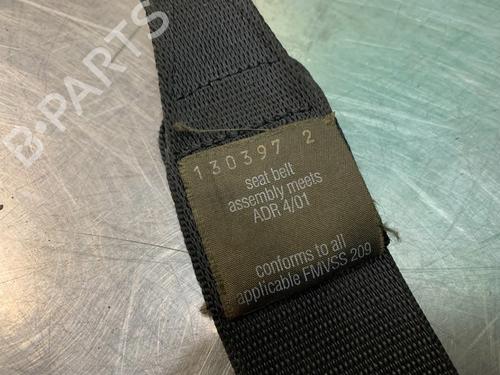 130397 2
seat belt
assembly meets
ADR 4/01
conforms to all
applicable FMVSS 209
B-PARTS